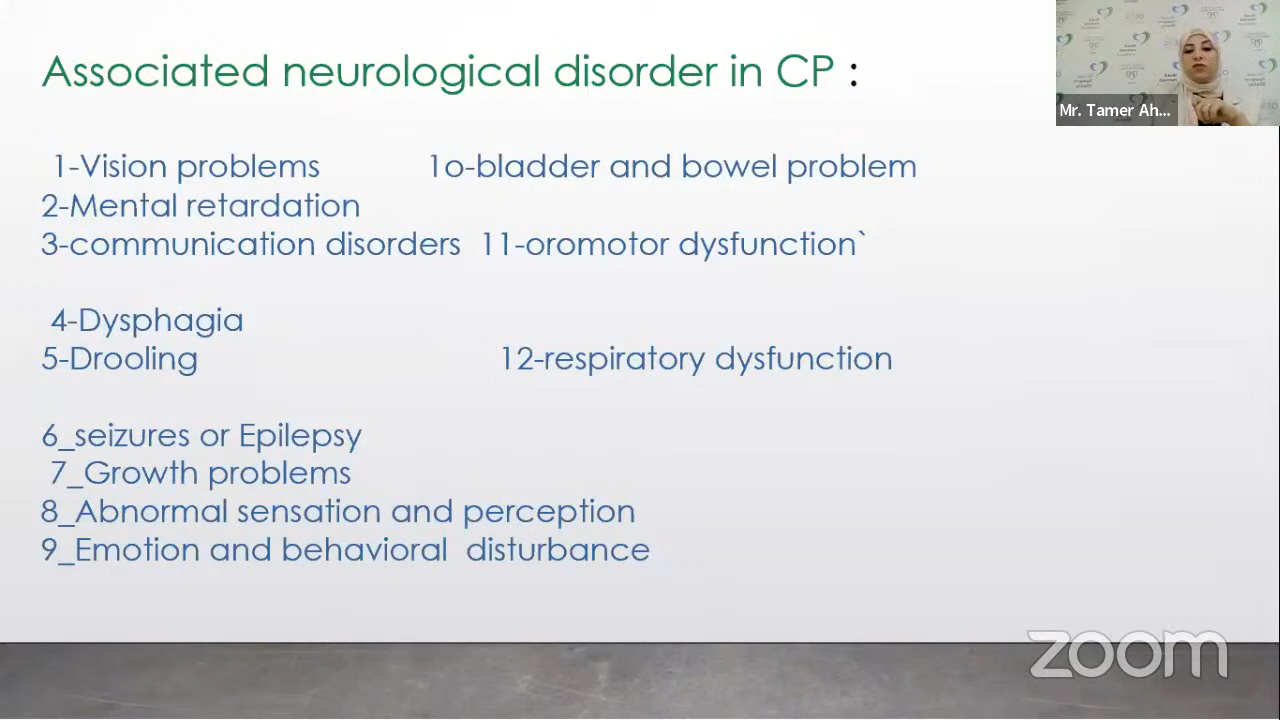 Associated neurological disorder in CP :
Mr. Tamer Ah...
1-Vision problems 1o-bladder and bowel problem
2-Mental retardation
3-communication disorders 11-oromotor dysfunction`
4-Dysphagia
5-Drooling 12-respiratory dysfunction
6_seizures or Epilepsy
7_Growth problems
8_Abnormal sensation and perception
9_Emotion and behavioral disturbance
zoom